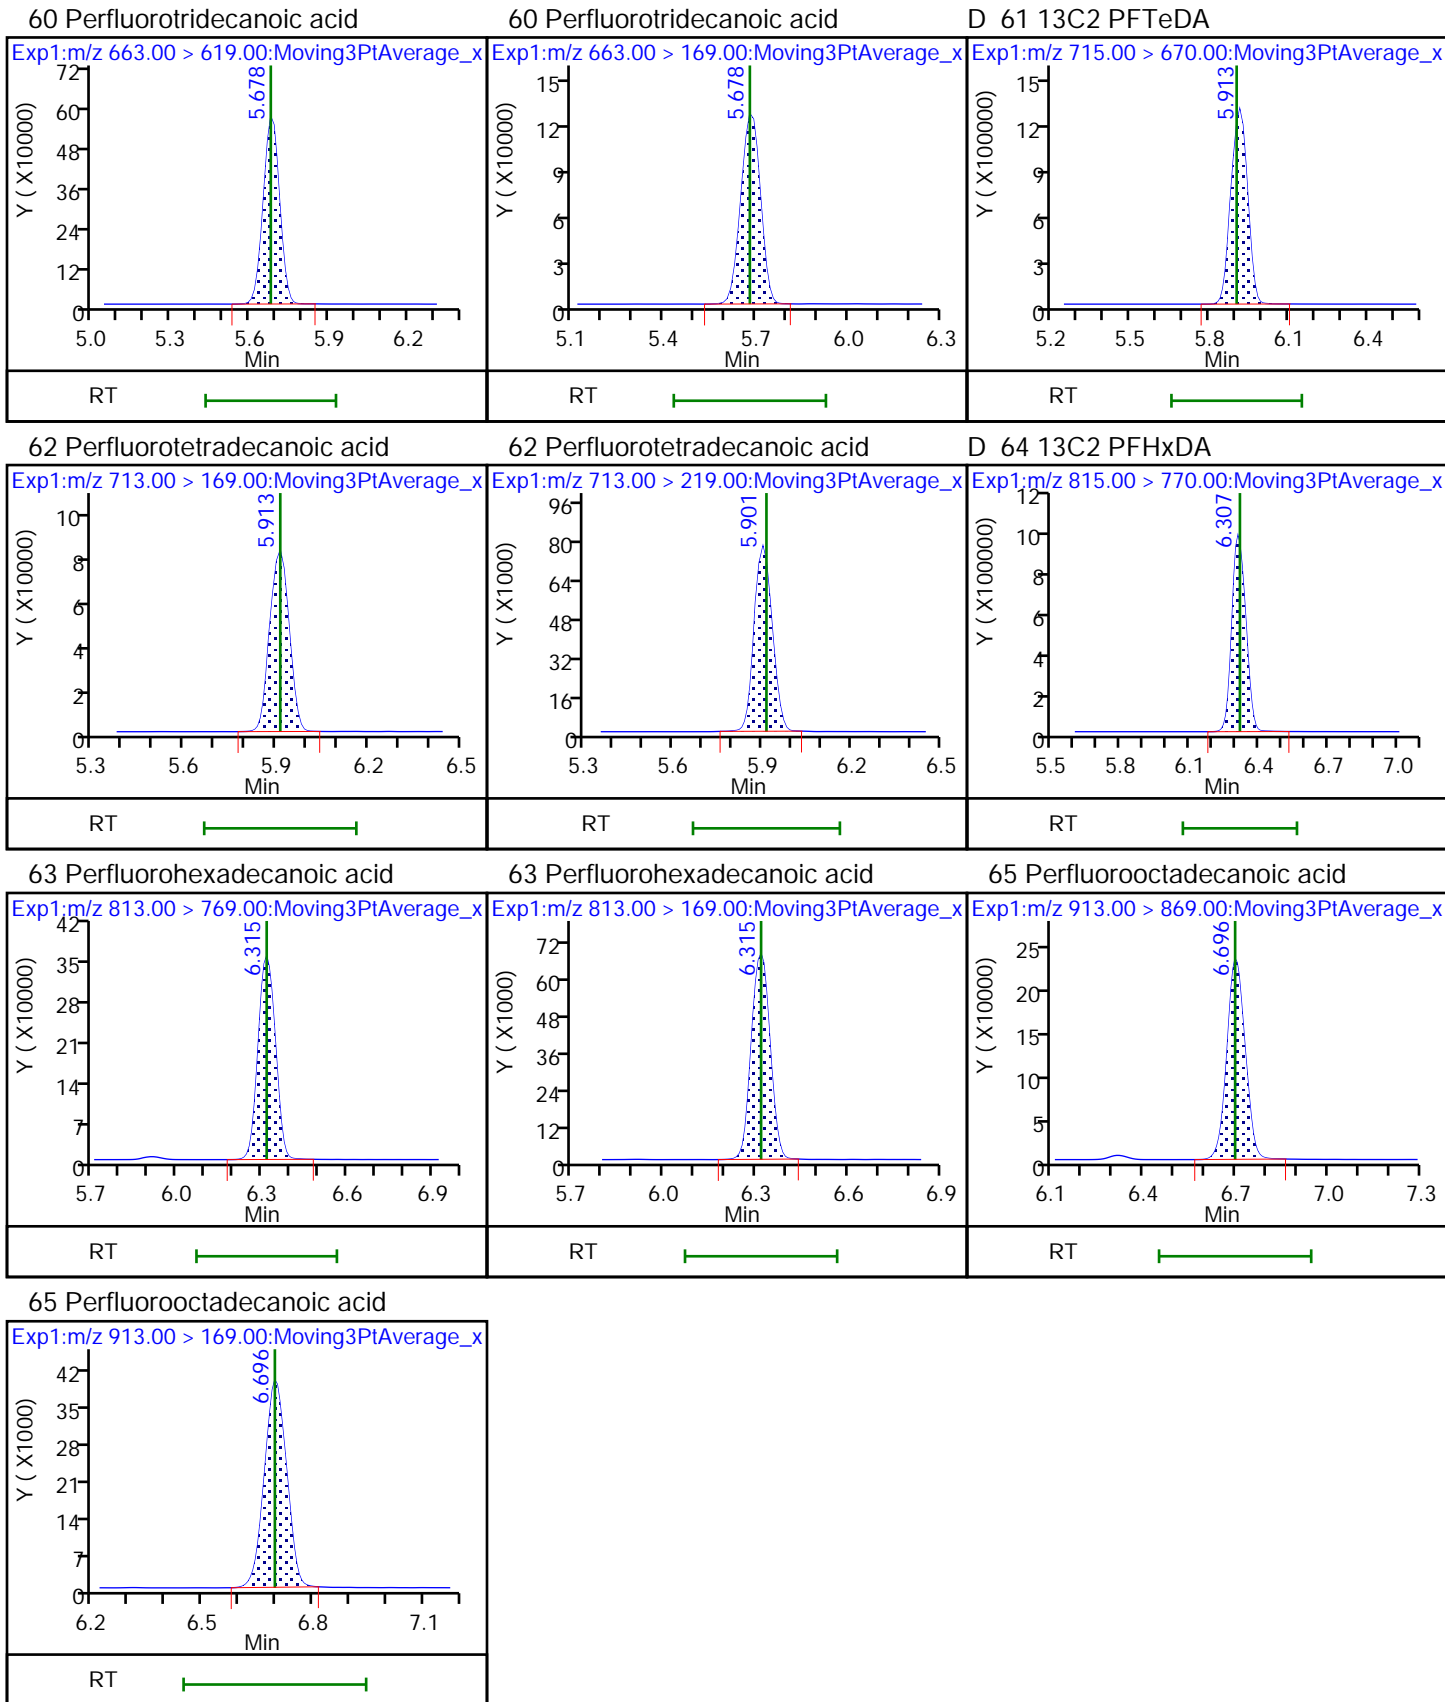 60 Perfluorotridecanoic acid
Exp1:m/z 663.00 > 619.00:Moving3PtAverage_x
5.678
Y ( X10000)
72
60
48
36
24
12
0
5.0 5.3 5.6 5.9 6.2
Min
RT
60 Perfluorotridecanoic acid
Exp1:m/z 663.00 > 169.00:Moving3PtAverage_x
5.678
Y ( X10000)
15
12
9
6
3
0
5.1 5.4 5.7 6.0 6.3
Min
RT
D 61 13C2 PFTeDA
Exp1:m/z 715.00 > 670.00:Moving3PtAverage_x
5.913
Y ( X100000)
15
12
9
6
3
0
5.2 5.5 5.8 6.1 6.4
Min
RT
62 Perfluorotetradecanoic acid
Exp1:m/z 713.00 > 169.00:Moving3PtAverage_x
5.913
Y ( X10000)
10
8
6
4
2
0
5.3 5.6 5.9 6.2 6.5
Min
RT
62 Perfluorotetradecanoic acid
Exp1:m/z 713.00 > 219.00:Moving3PtAverage_x
5.901
Y ( X1000)
96
80
64
48
32
16
0
5.3 5.6 5.9 6.2 6.5
Min
RT
D 64 13C2 PFHxDA
Exp1:m/z 815.00 > 770.00:Moving3PtAverage_x
6.307
Y ( X100000)
12
10
8
6
4
2
0
5.5 5.8 6.1 6.4 6.7 7.0
Min
RT
63 Perfluorohexadecanoic acid
Exp1:m/z 813.00 > 769.00:Moving3PtAverage_x
6.315
Y ( X10000)
42
35
28
21
14
7
0
5.7 6.0 6.3 6.6 6.9
Min
RT
63 Perfluorohexadecanoic acid
Exp1:m/z 813.00 > 169.00:Moving3PtAverage_x
6.315
Y ( X1000)
72
60
48
36
24
12
0
5.7 6.0 6.3 6.6 6.9
Min
RT
65 Perfluorooctadecanoic acid
Exp1:m/z 913.00 > 869.00:Moving3PtAverage_x
6.696
Y ( X10000)
25
20
15
10
5
0
6.1 6.4 6.7 7.0 7.3
Min
RT
65 Perfluorooctadecanoic acid
Exp1:m/z 913.00 > 169.00:Moving3PtAverage_x
6.696
Y ( X1000)
42
35
28
21
14
7
0
6.2 6.5 6.8 7.1
Min
RT